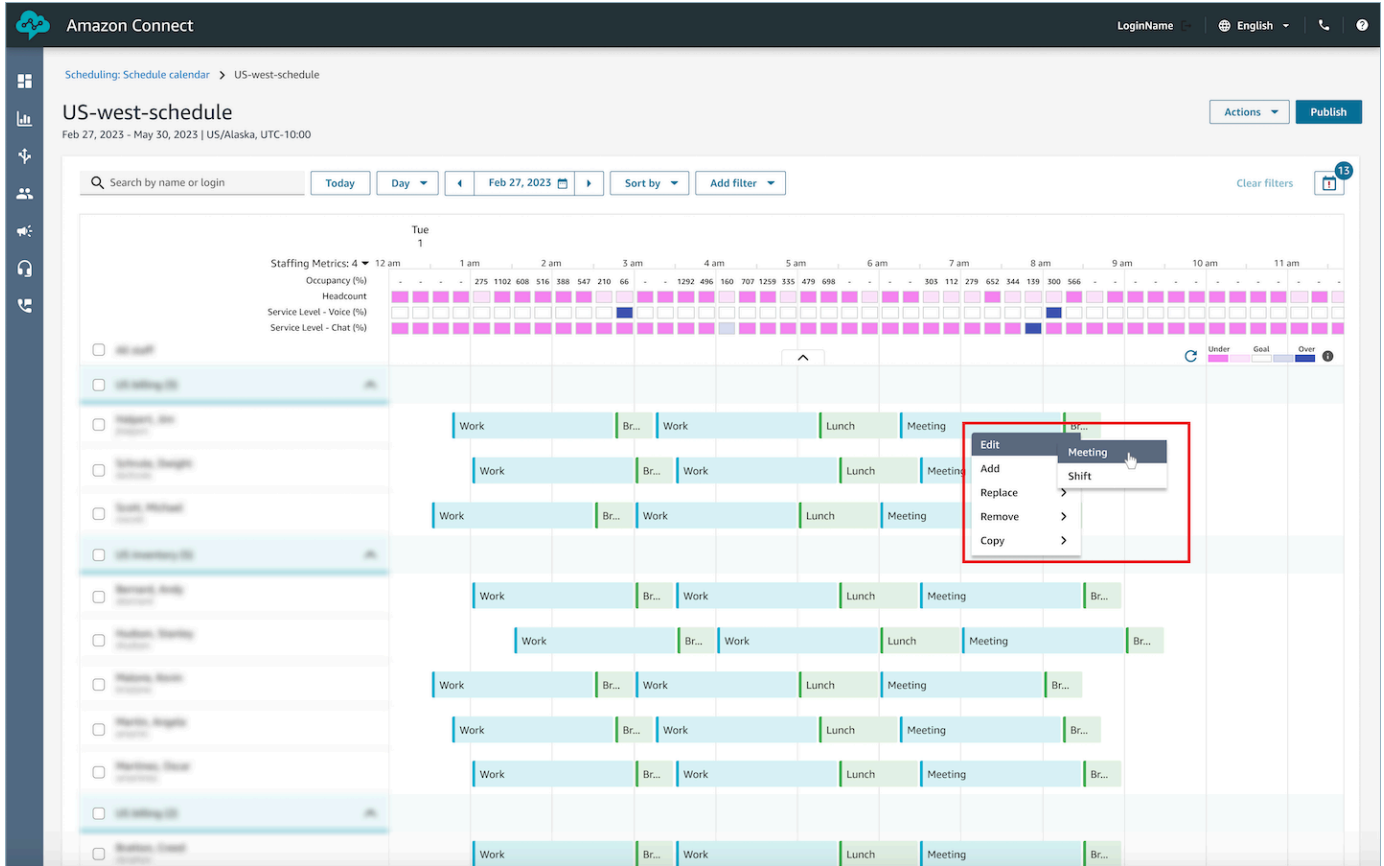 Amazon Connect
LoginName English
Scheduling: Schedule calendar > US-west-schedule
US-west-schedule
Actions Publish
Feb 27, 2023 - May 30, 2023 | US/Alaska, UTC-10:00
Search by name or login Today Day Feb 27, 2023 Sort by Add filter Clear filters 13
Tue
1
Staffing Metrics: 4 12 am 1 am 2 am 3 am 4 am 5 am 6 am 7 am 8 am 9 am 10 am 11 am
Occupancy (%) - - - - 275 1102 608 516 388 547 210 66 - - 1292 496 160 707 1259 335 479 698 - - - - 303 112 279 652 344 139 300 566 - - - - - - - - - - - - -
Headcount
Service Level - Voice (%)
Service Level - Chat (%)
Under Goal Over
Work Br... Work Lunch Meeting Br...
Edit
Meeting
Work Br... Work Lunch Meeting
Add
Shift
Replace >
Work Br... Work Lunch Meeting
Remove >
Copy >
Work Br... Work Lunch Meeting Br...
Work Br... Work Lunch Meeting Br...
Work Br... Work Lunch Meeting Br...
Work Br... Work Lunch Meeting Br...
Work Br... Work Lunch Meeting Br...
Work Br... Work Lunch Meeting Br...